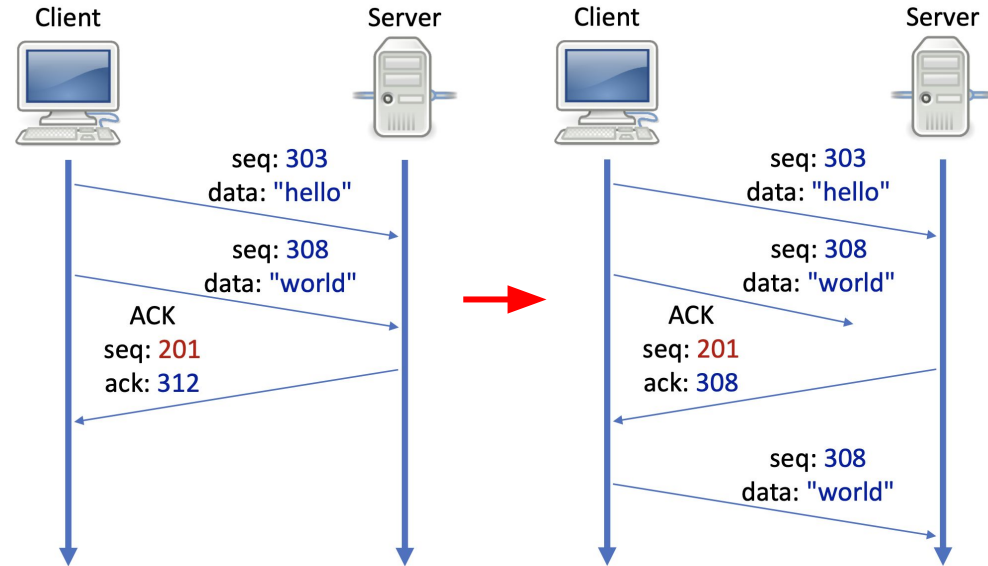 Client
Server
seq: 303
data: "hello"
seq: 308
data: "world"
ACK
seq: 201
ack: 312
Client
Server
seq: 303
data: "hello"
seq: 308
data: "world"
ACK
seq: 201
ack: 308
seq: 308
data: "world"